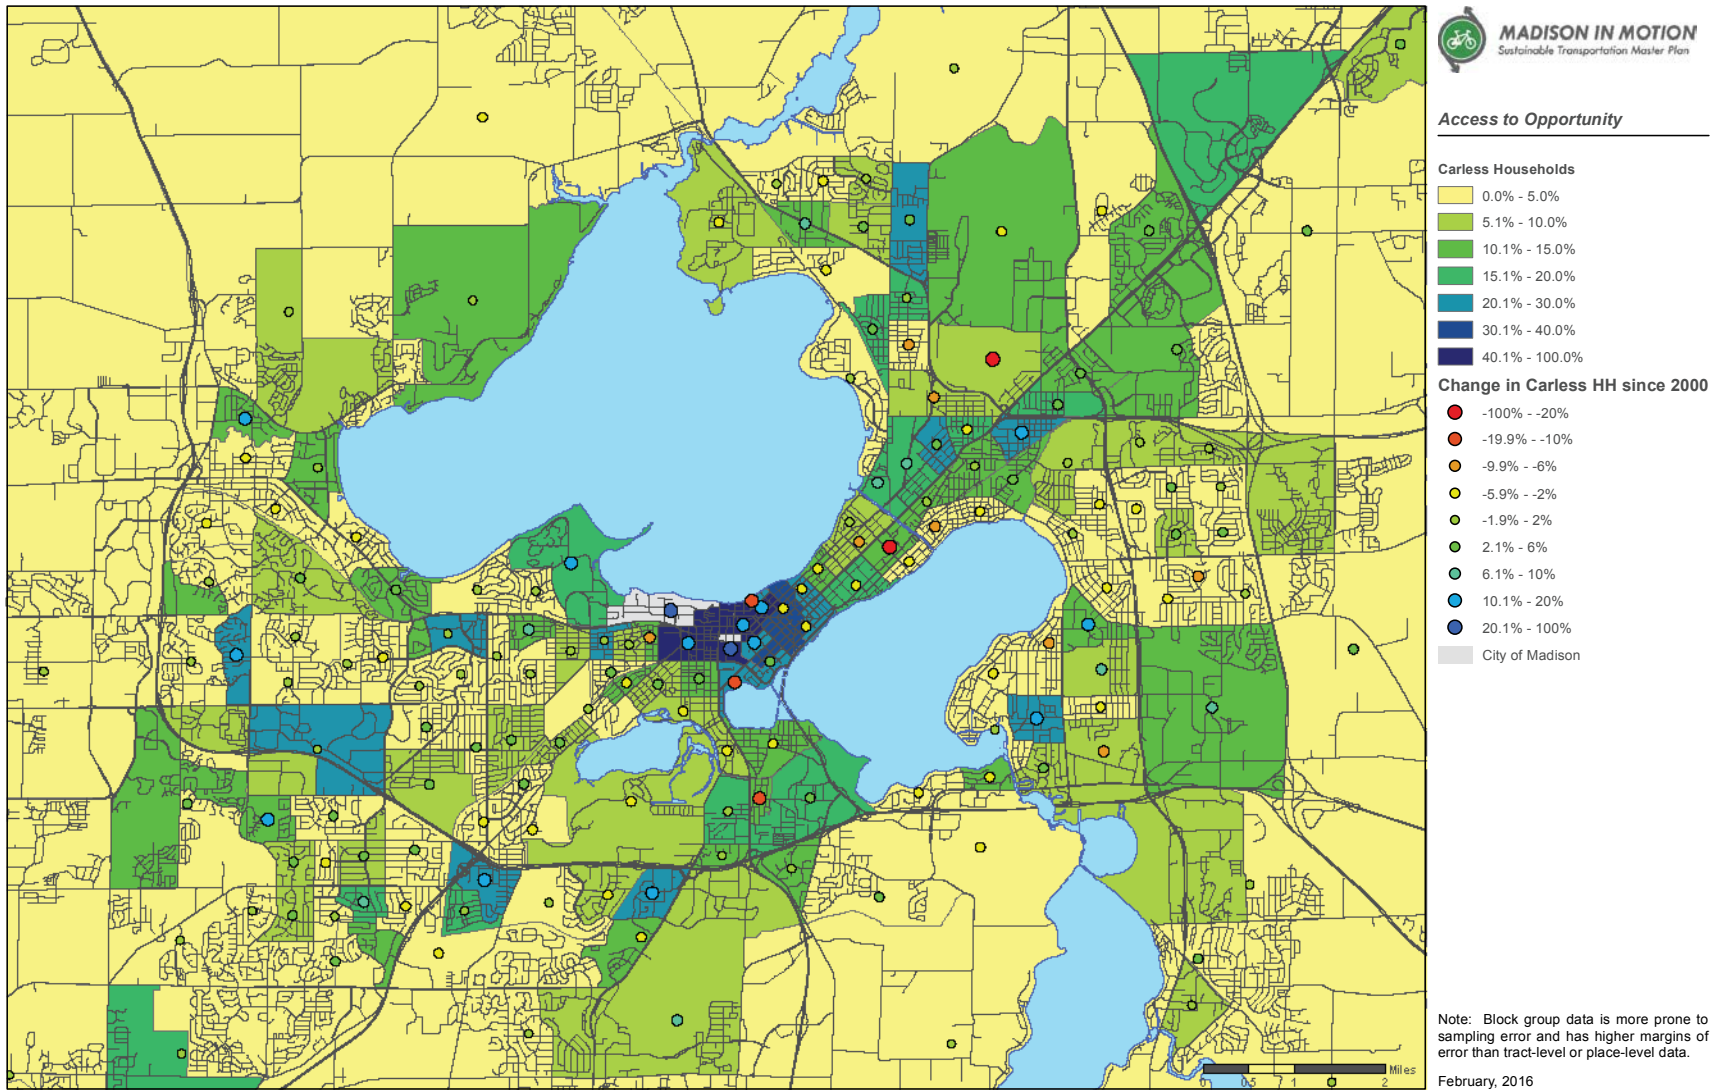 MADISON IN MOTION
Sustainable Transportation Master Plan
Access to Opportunity
Carless Households
0.0% - 5.0%
5.1% - 10.0%
10.1% - 15.0%
15.1% - 20.0%
20.1% - 30.0%
30.1% - 40.0%
40.1% - 100.0%
Change in Carless HH since 2000
-100% - -20%
-19.9% - -10%
-9.9% - -6%
-5.9% - -2%
-1.9% - 2%
2.1% - 6%
6.1% - 10%
10.1% - 20%
20.1% - 100%
City of Madison
Note: Block group data is more prone to
sampling error and has higher margins of
error than tract-level or place-level data.
February, 2016
Miles
0 0.5 1 2